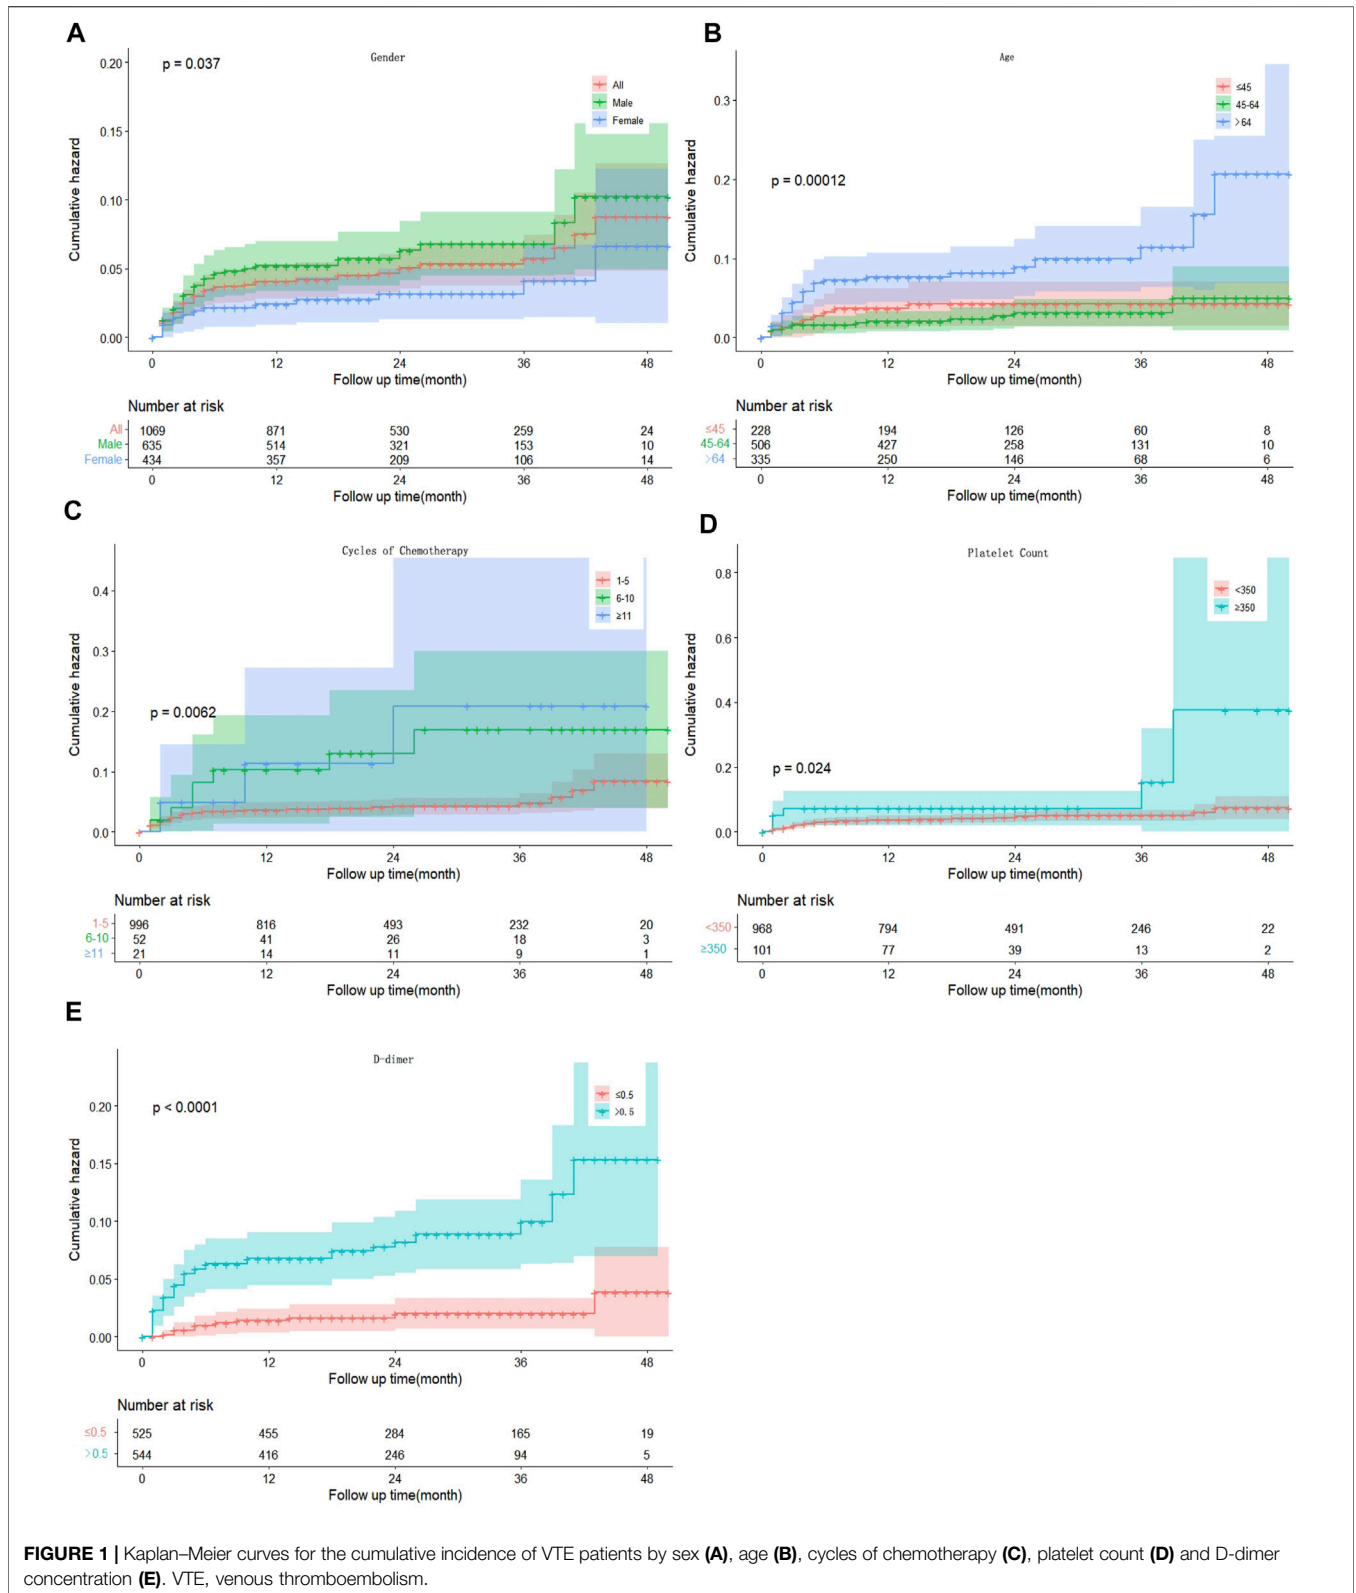 A
Gender
p = 0.037
All
Male
Female
0.20
0.15
0.10
0.05
0.00
Cumulative hazard
0 12 24 36 48
Follow up time(month)
Number at risk
All 1069 871 530 259 24
Male 635 514 321 153 10
Female 434 357 209 106 14
0 12 24 36 48
Follow up time(month)
B
Age
p = 0.00012
≤45
45-64
>64
0.3
0.2
0.1
0.0
Cumulative hazard
0 12 24 36 48
Follow up time(month)
Number at risk
≤45 228 194 126 60 8
45-64 506 427 258 131 10
>64 335 250 146 68 6
0 12 24 36 48
Follow up time(month)
C
Cycles of Chemotherapy
p = 0.0062
1-5
6-10
≥11
0.4
0.3
0.2
0.1
0.0
Cumulative hazard
0 12 24 36 48
Follow up time(month)
Number at risk
1-5 996 816 493 232 20
6-10 52 41 26 18 3
≥11 21 14 11 9 1
0 12 24 36 48
Follow up time(month)
D
Platelet Count
p = 0.024
<350
≥350
0.8
0.6
0.4
0.2
0.0
Cumulative hazard
0 12 24 36 48
Follow up time(month)
Number at risk
<350 968 794 491 246 22
≥350 101 77 39 13 2
0 12 24 36 48
Follow up time(month)
E
D-dimer
p < 0.0001
≤0.5
>0.5
0.20
0.15
0.10
0.05
0.00
Cumulative hazard
0 12 24 36 48
Follow up time(month)
Number at risk
≤0.5 525 455 284 165 19
>0.5 544 416 246 94 5
0 12 24 36 48
Follow up time(month)
FIGURE 1 | Kaplan–Meier curves for the cumulative incidence of VTE patients by sex (A), age (B), cycles of chemotherapy (C), platelet count (D) and D-dimer
concentration (E). VTE, venous thromboembolism.